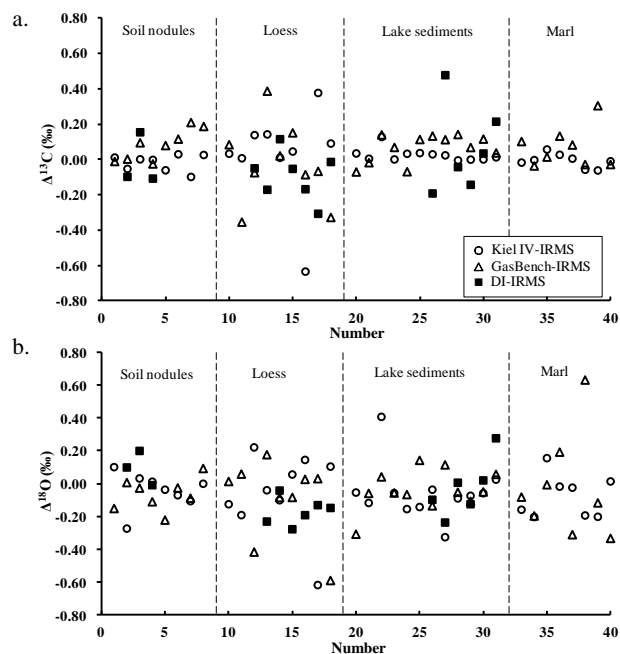 a.
0.80
Soil nodules Loess Lake sediments Marl
0.60
0.40
0.20
0.00
-0.20
-0.40
-0.60
-0.80
Δ¹³C (‰)
Kiel IV-IRMS
GasBench-IRMS
DI-IRMS
0 5 10 15 20 25 30 35 40
Number
b.
0.80
Soil nodules Loess Lake sediments Marl
0.60
0.40
0.20
0.00
-0.20
-0.40
-0.60
-0.80
Δ¹⁸O (‰)
0 5 10 15 20 25 30 35 40
Number